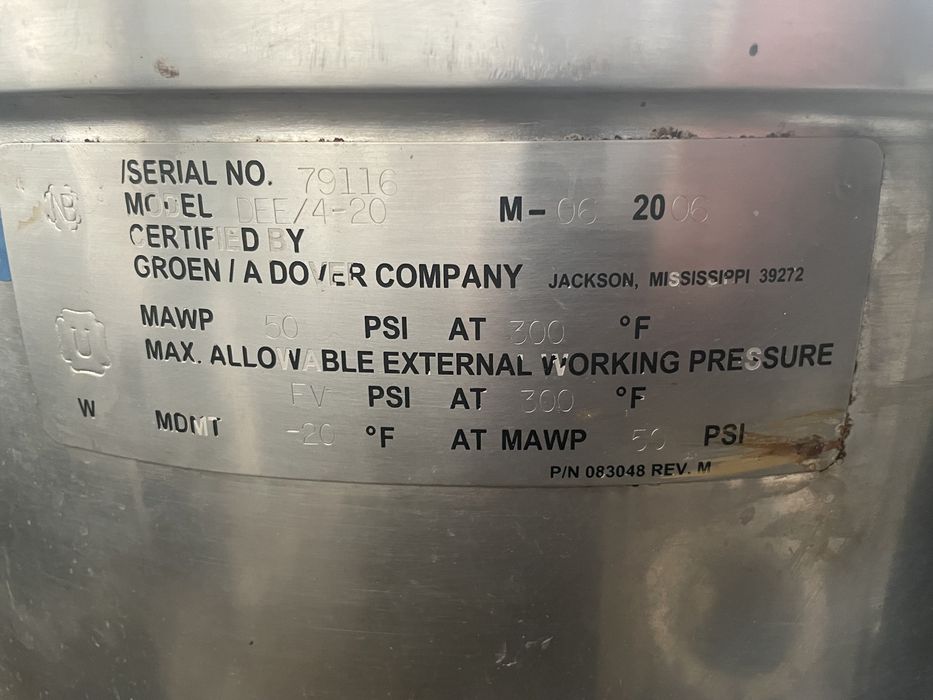 /SERIAL NO. 79116
NB MODEL DEE/4-20 M-06 2006
CERTIFIED BY
GROEN / A DOVER COMPANY JACKSON, MISSISSIPPI 39272
MAWP 50 PSI AT 300 °F
U MAX. ALLOWABLE EXTERNAL WORKING PRESSURE
FV PSI AT 300 °F
W MDMT -20 °F AT MAWP 50 PSI
P/N 083048 REV. M